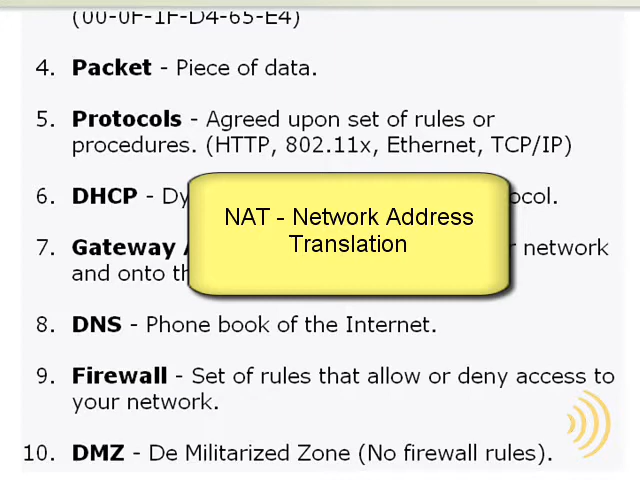 (00-0F-1F-D4-65-E4)
4. Packet - Piece of data.
5. Protocols - Agreed upon set of rules or
procedures. (HTTP, 802.11x, Ethernet, TCP/IP)
6. DHCP - Dy ocol.
NAT - Network Address
Translation
7. Gateway A r network
and onto th
8. DNS - Phone book of the Internet.
9. Firewall - Set of rules that allow or deny access to
your network.
10. DMZ - De Militarized Zone (No firewall rules).